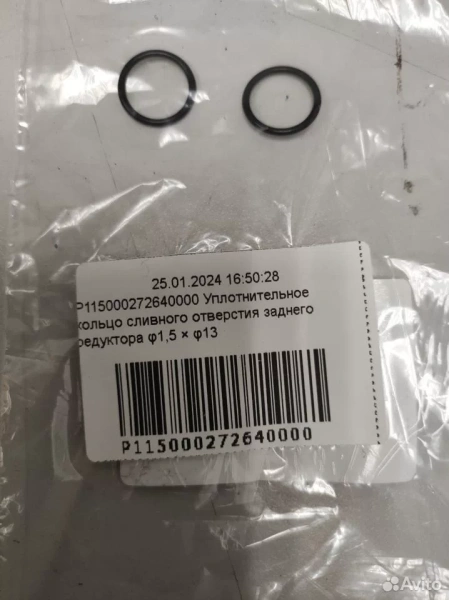 25.01.2024 16:50:28
P115000272640000 Уплотнительное
кольцо сливного отверстия заднего
редуктора φ1,5 × φ13
P115000272640000
Avito